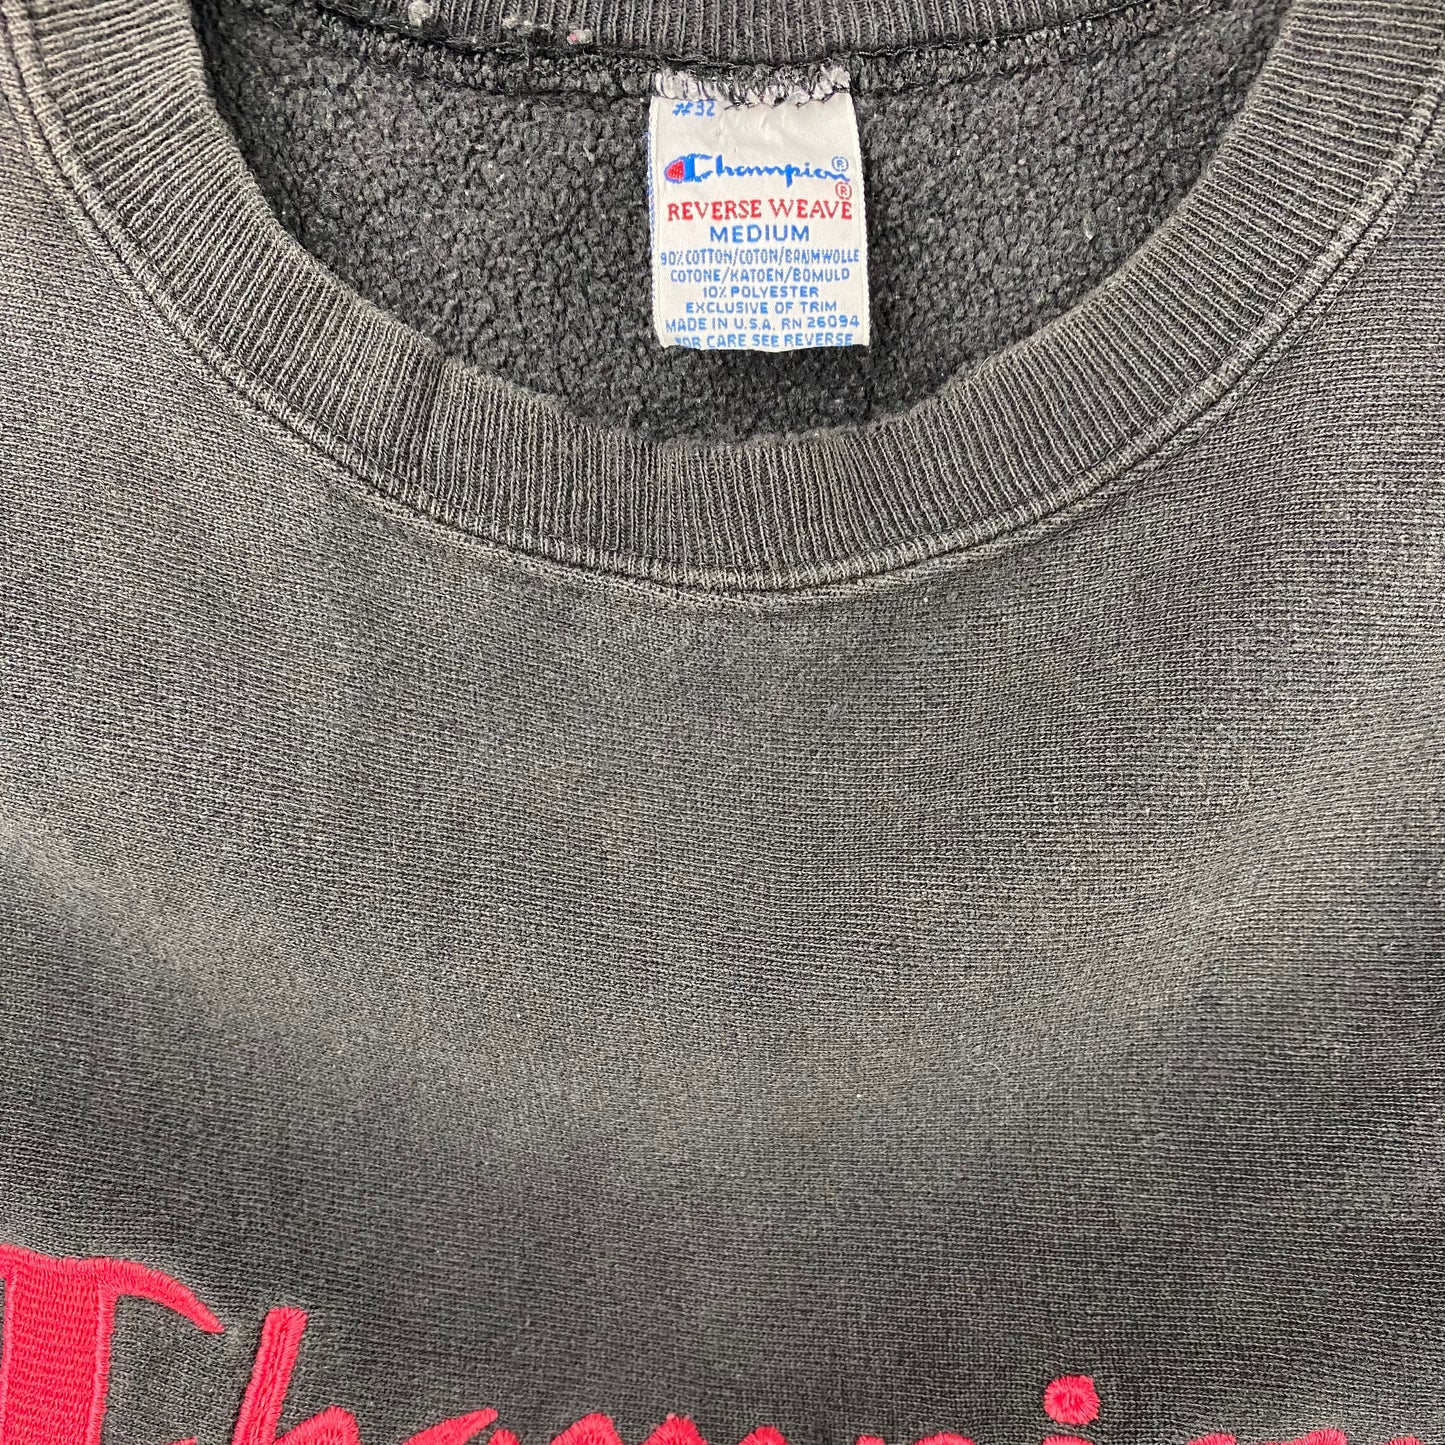 #32
Champion®
REVERSE WEAVE®
MEDIUM
90% COTTON/COTON/BAUMWOLLE
COTONE/KATOEN/BOMULD
10% POLYESTER
EXCLUSIVE OF TRIM
MADE IN U.S.A. RN 26094
FOR CARE SEE REVERSE
Champion